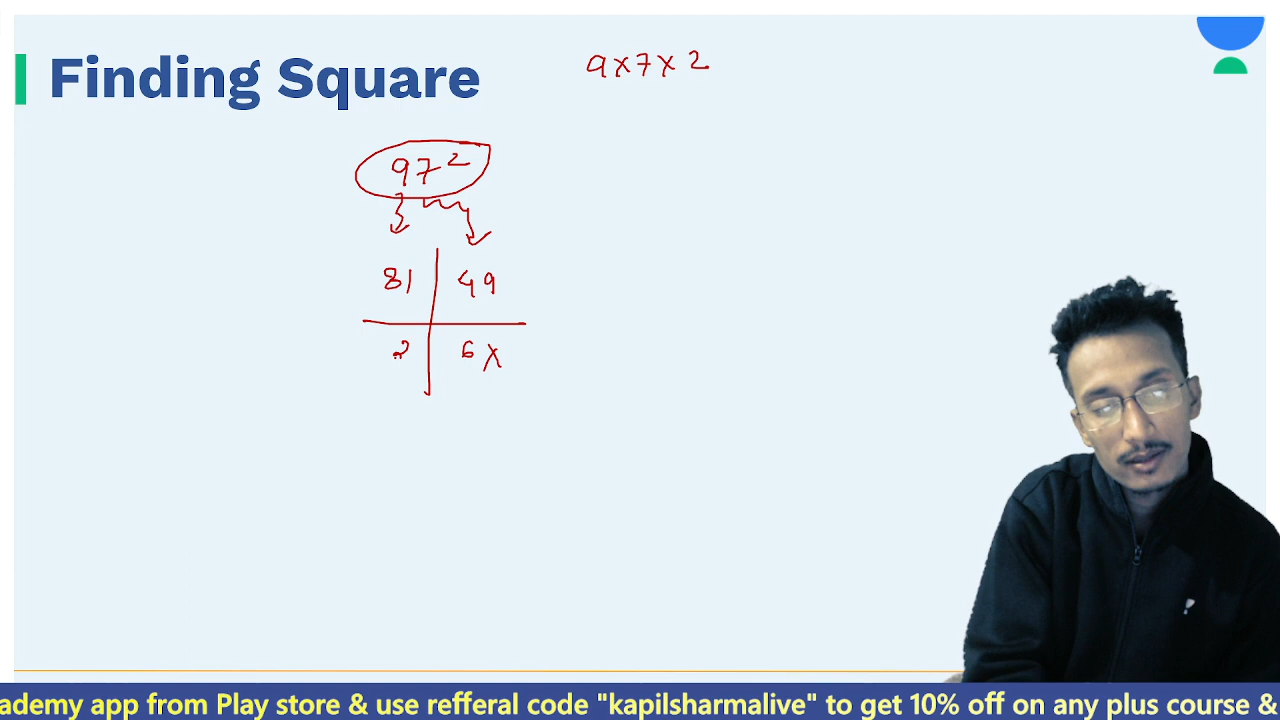 Finding Square
9x7x2
97²
81 | 49
2 | 6x
ademy app from Play store & use refferal code "kapilsharmalive" to get 10% off on any plus course &